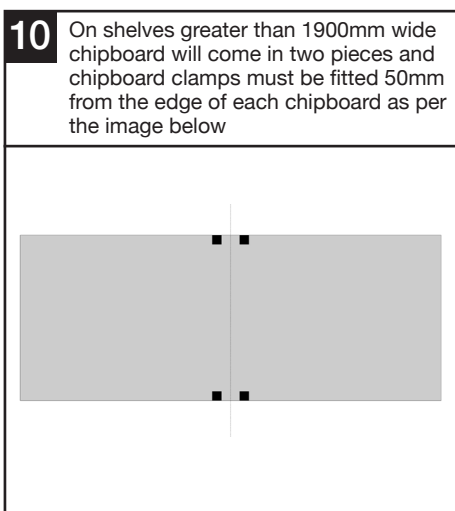 10
On shelves greater than 1900mm wide
chipboard will come in two pieces and
chipboard clamps must be fitted 50mm
from the edge of each chipboard as per
the image below